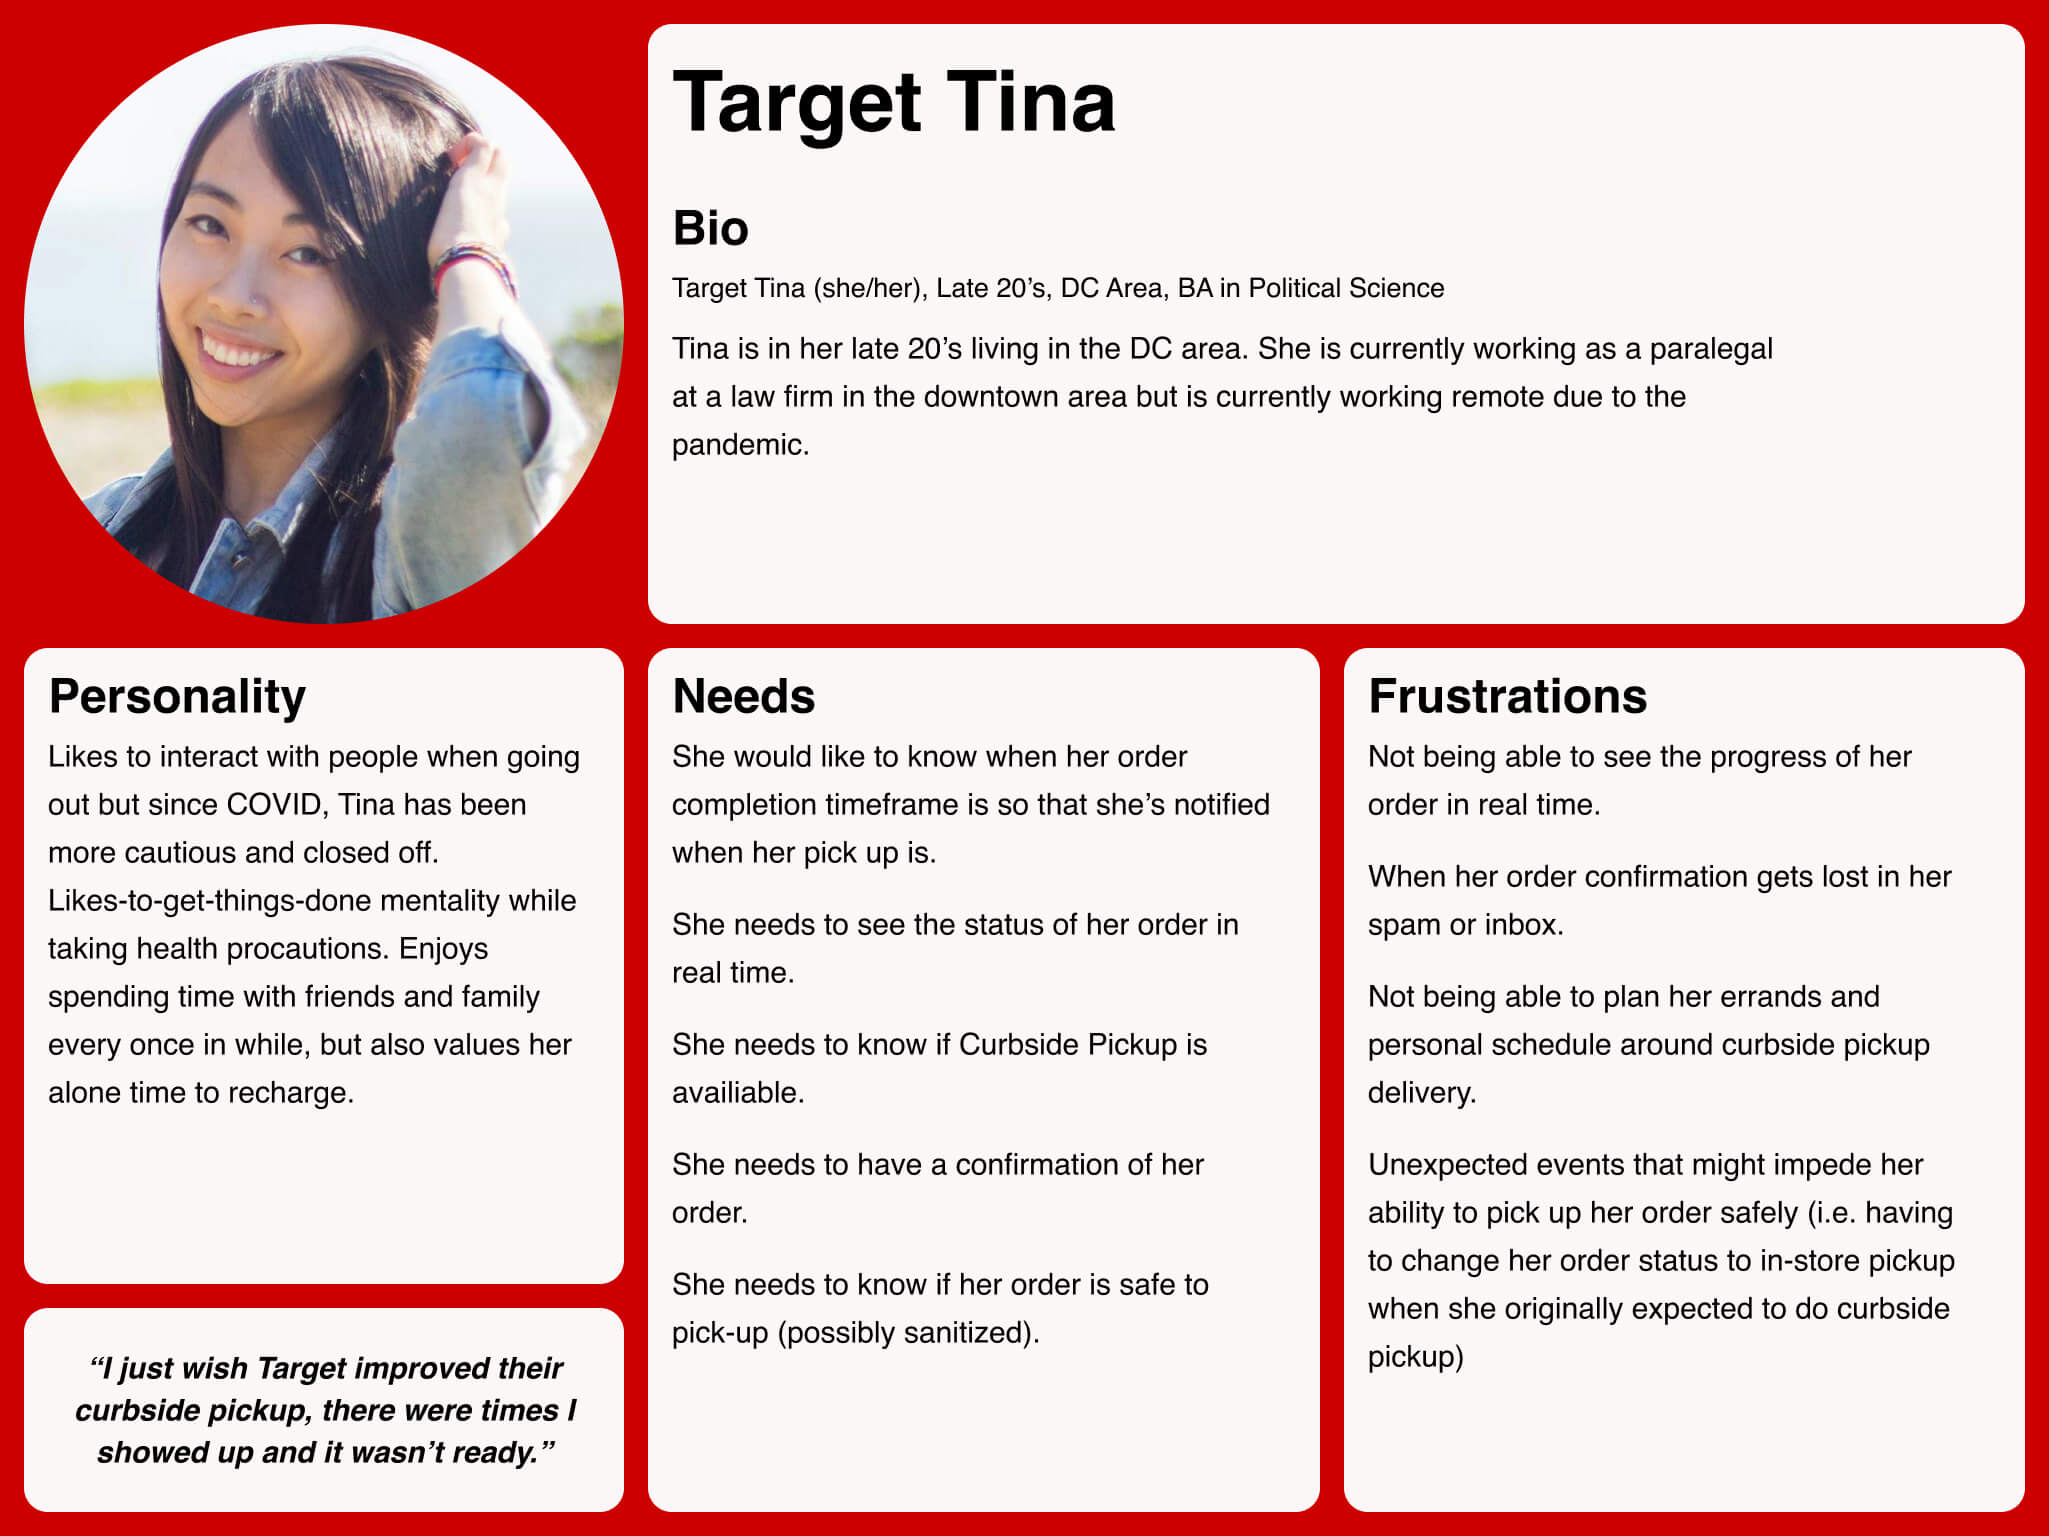 Target Tina
Bio
Target Tina (she/her), Late 20’s, DC Area, BA in Political Science
Tina is in her late 20’s living in the DC area. She is currently working as a paralegal
at a law firm in the downtown area but is currently working remote due to the
pandemic.
Personality
Likes to interact with people when going
out but since COVID, Tina has been
more cautious and closed off.
Likes-to-get-things-done mentality while
taking health procautions. Enjoys
spending time with friends and family
every once in while, but also values her
alone time to recharge.
“I just wish Target improved their
curbside pickup, there were times I
showed up and it wasn’t ready.”
Needs
She would like to know when her order
completion timeframe is so that she’s notified
when her pick up is.
She needs to see the status of her order in
real time.
She needs to know if Curbside Pickup is
availiable.
She needs to have a confirmation of her
order.
She needs to know if her order is safe to
pick-up (possibly sanitized).
Frustrations
Not being able to see the progress of her
order in real time.
When her order confirmation gets lost in her
spam or inbox.
Not being able to plan her errands and
personal schedule around curbside pickup
delivery.
Unexpected events that might impede her
ability to pick up her order safely (i.e. having
to change her order status to in-store pickup
when she originally expected to do curbside
pickup)